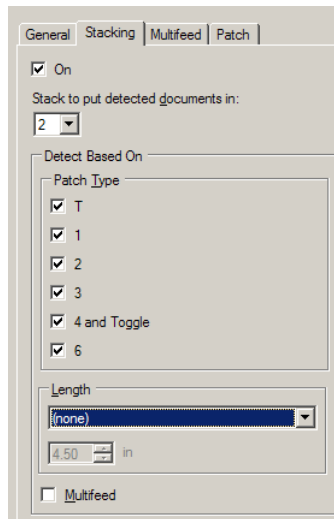 General Stacking Multifeed Patch
On
Stack to put detected documents in:
2
Detect Based On
Patch Type
T
1
2
3
4 and Toggle
6
Length
(none)
4.50 in
Multifeed